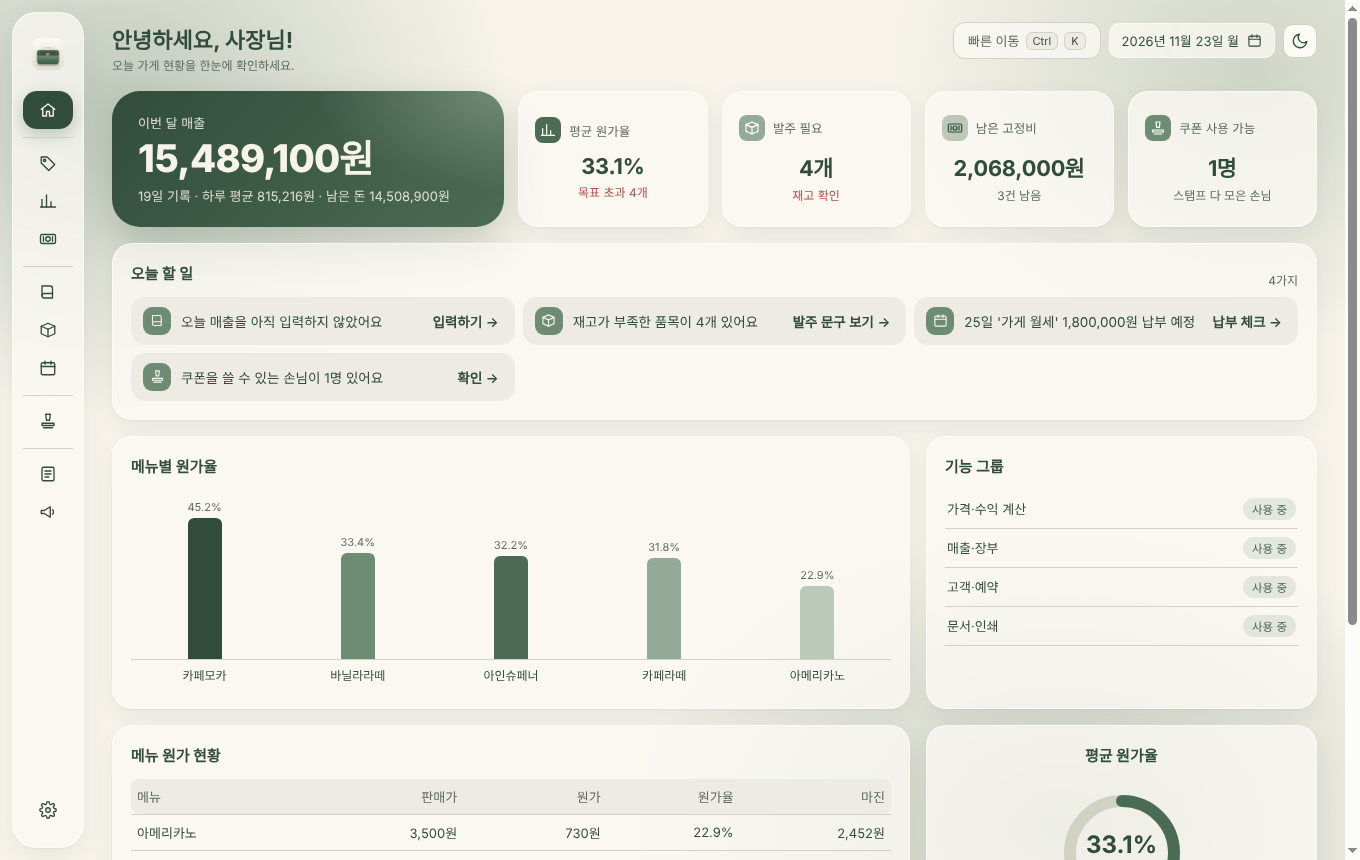 안녕하세요, 사장님!
오늘 가게 현황을 한눈에 확인하세요.
빠른 이동 Ctrl K
2026년 11월 23일 월
이번 달 매출
15,489,100원
19일 기록 · 하루 평균 815,216원 · 남은 돈 14,508,900원
평균 원가율
33.1%
목표 초과 4개
발주 필요
4개
재고 확인
남은 고정비
2,068,000원
3건 남음
쿠폰 사용 가능
1명
스탬프 다 모은 손님
오늘 할 일
4가지
오늘 매출을 아직 입력하지 않았어요 입력하기 →
재고가 부족한 품목이 4개 있어요 발주 문구 보기 →
25일 '가게 월세' 1,800,000원 납부 예정 납부 체크 →
쿠폰을 쓸 수 있는 손님이 1명 있어요 확인 →
메뉴별 원가율
45.2%
33.4%
32.2%
31.8%
22.9%
카페모카
바닐라라떼
아인슈페너
카페라떼
아메리카노
기능 그룹
가격·수익 계산 사용 중
매출·장부 사용 중
고객·예약 사용 중
문서·인쇄 사용 중
메뉴 원가 현황
메뉴 판매가 원가 원가율 마진
아메리카노 3,500원 730원 22.9% 2,452원
평균 원가율
33.1%